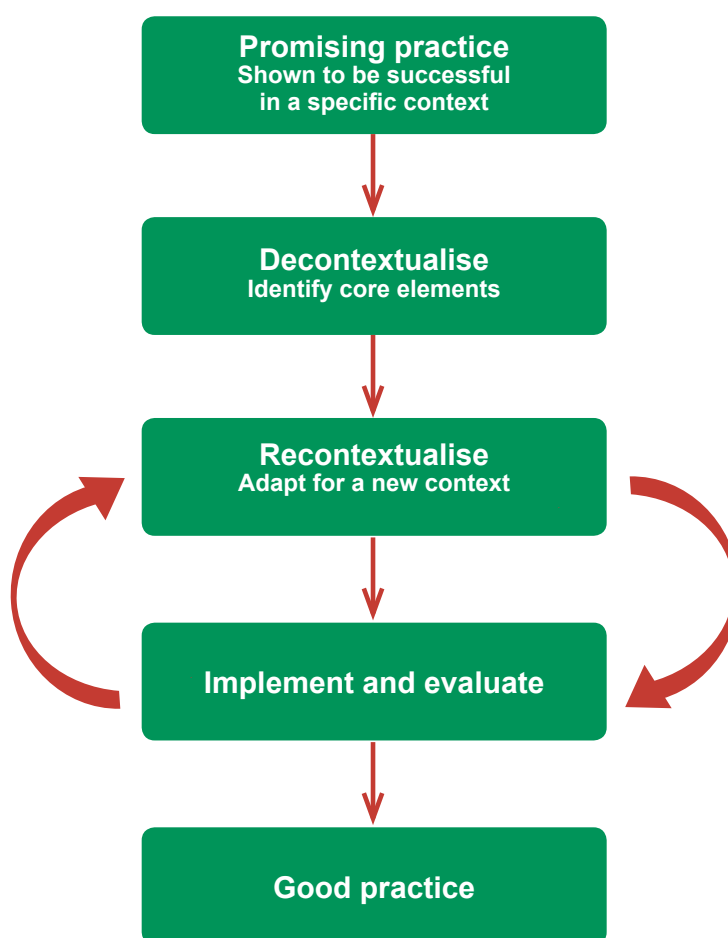 Promising practice
Shown to be successful
in a specific context
Decontextualise
Identify core elements
Recontextualise
Adapt for a new context
Implement and evaluate
Good practice